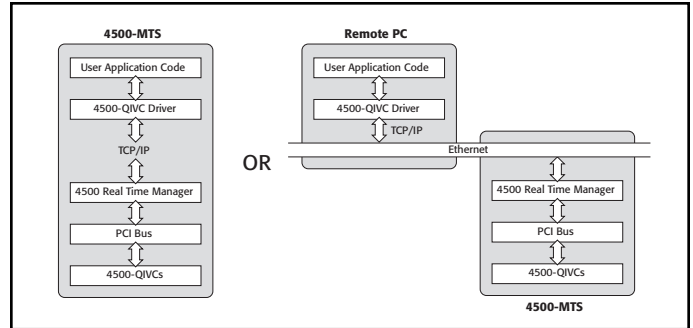 4500-MTS
User Application Code
4500-QIVC Driver
TCP/IP
4500 Real Time Manager
PCI Bus
4500-QIVCs
OR
Remote PC
User Application Code
4500-QIVC Driver
TCP/IP
Ethernet
4500 Real Time Manager
PCI Bus
4500-QIVCs
4500-MTS